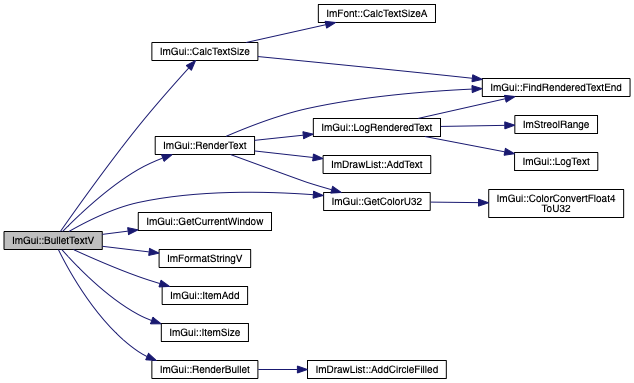 ImFont::CalcTextSizeA
ImGui::CalcTextSize
ImGui::FindRenderedTextEnd
ImGui::LogRenderedText
ImStreolRange
ImGui::RenderText
ImDrawList::AddText
ImGui::LogText
ImGui::GetColorU32
ImGui::ColorConvertFloat4
ToU32
ImGui::GetCurrentWindow
ImGui::BulletTextV
ImFormatStringV
ImGui::ItemAdd
ImGui::ItemSize
ImGui::RenderBullet
ImDrawList::AddCircleFilled